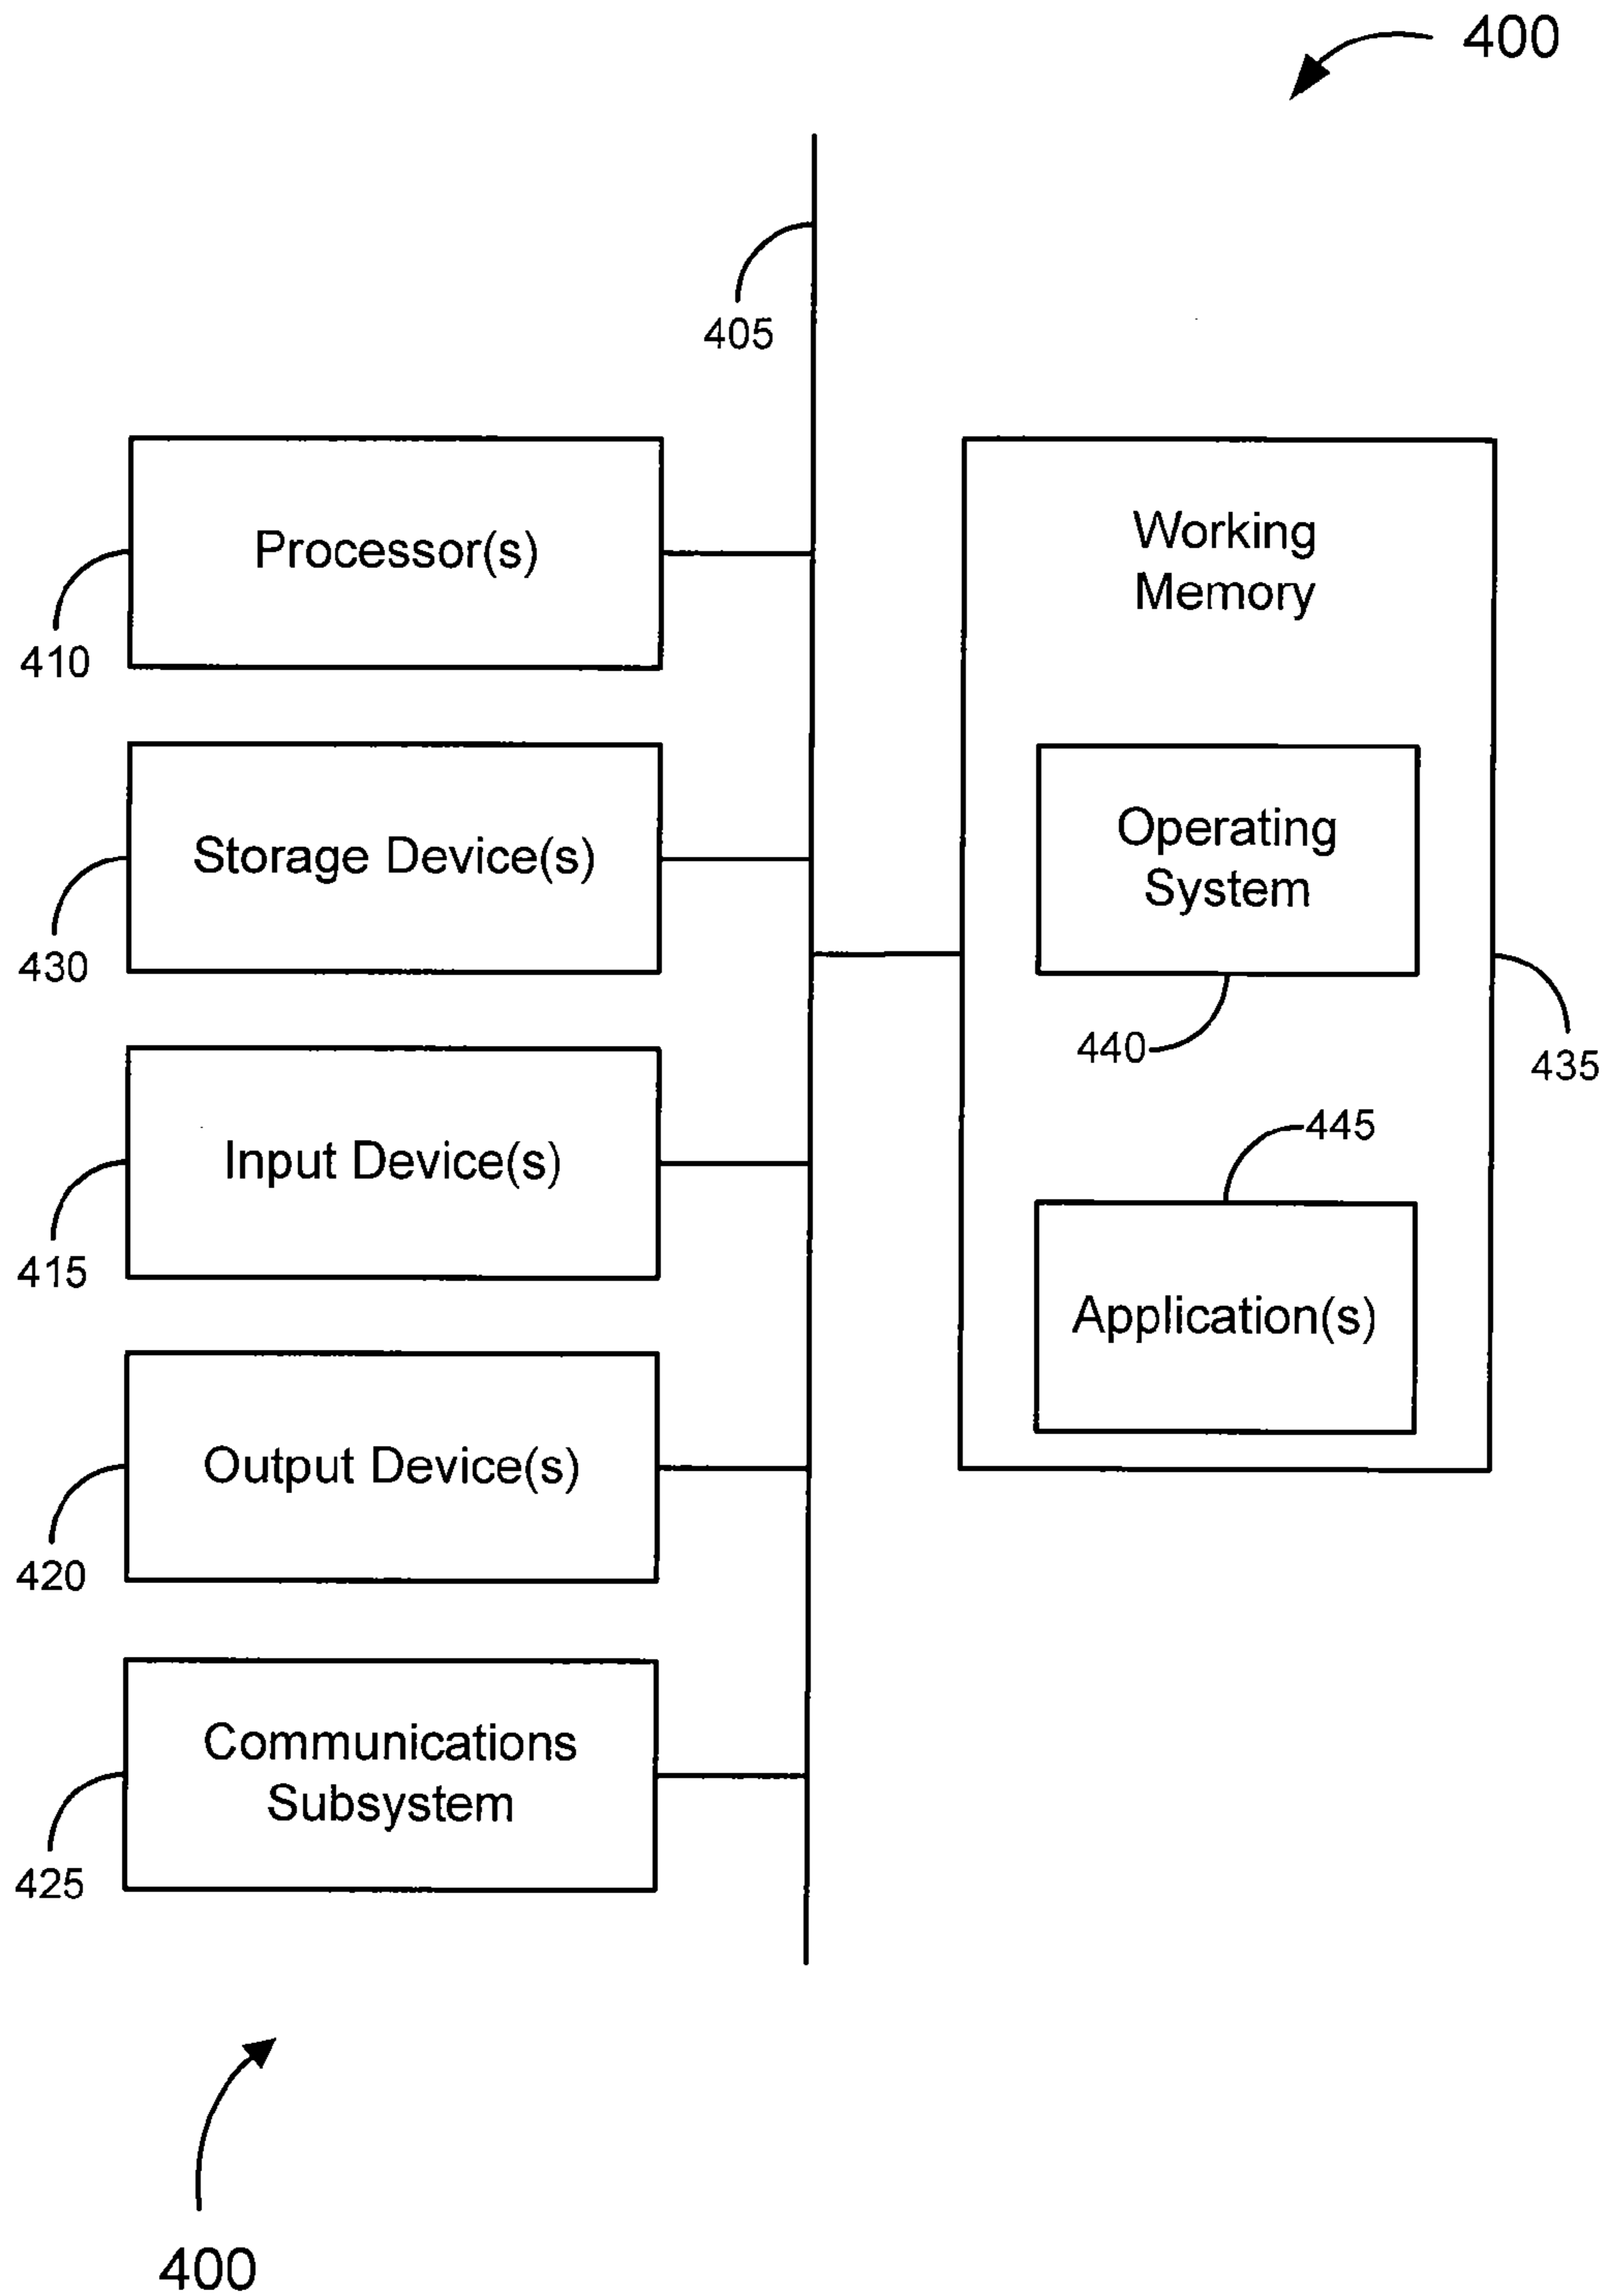 400
405
Processor(s)
410
Storage Device(s)
430
Input Device(s)
415
Output Device(s)
420
Communications
Subsystem
425
Working
Memory
Operating
System
440
435
445
Application(s)
400